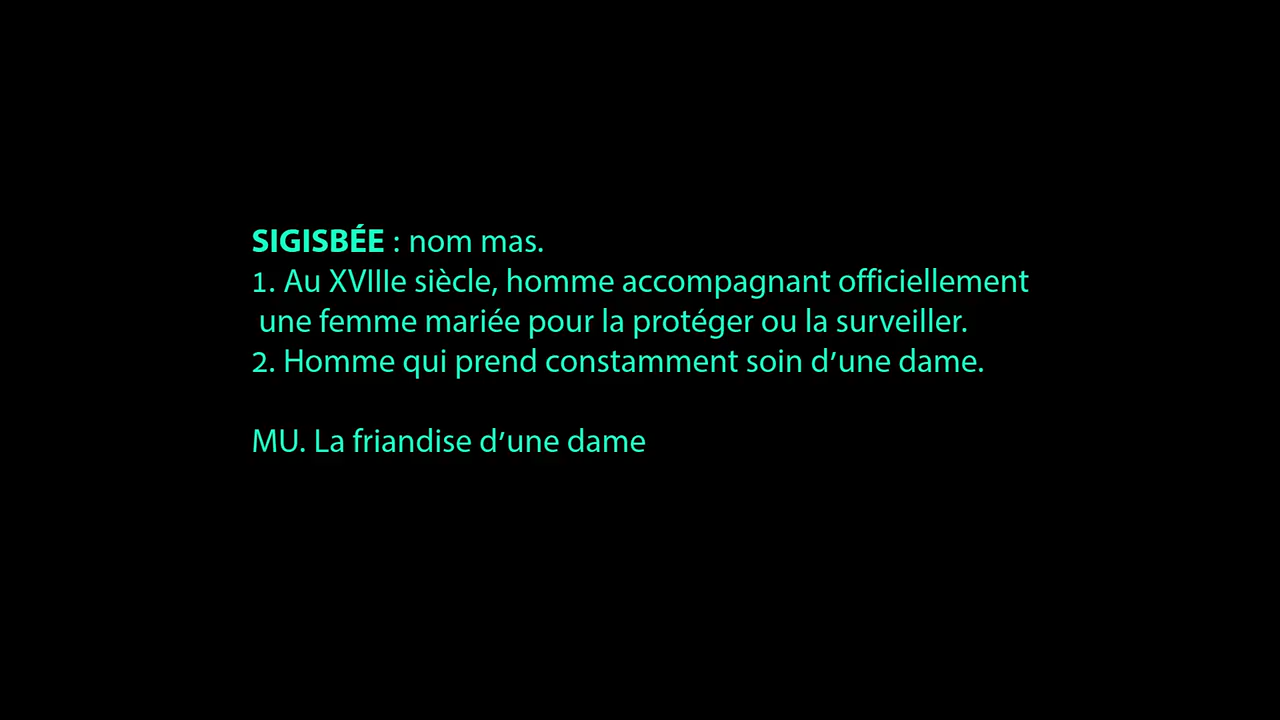 SIGISBÉE : nom mas.
1. Au XVIIIe siècle, homme accompagnant officiellement
une femme mariée pour la protéger ou la surveiller.
2. Homme qui prend constamment soin d’une dame.
MU. La friandise d’une dame